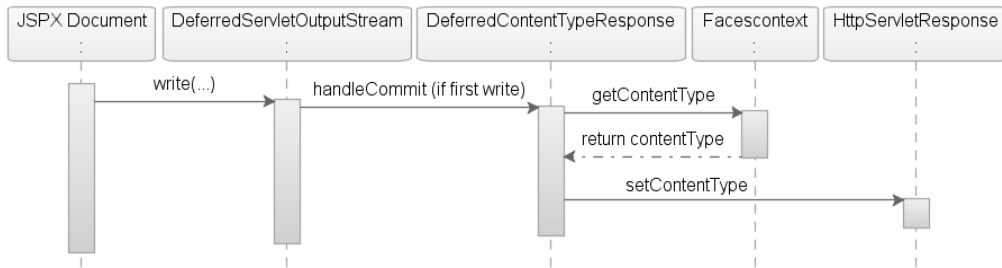 JSPX Document
:
DeferredServletOutputStream
:
DeferredContentTypeResponse
:
Facescontext
:
HttpServletResponse
:
write(...)
handleCommit (if first write)
getContentType
return contentType
setContentType